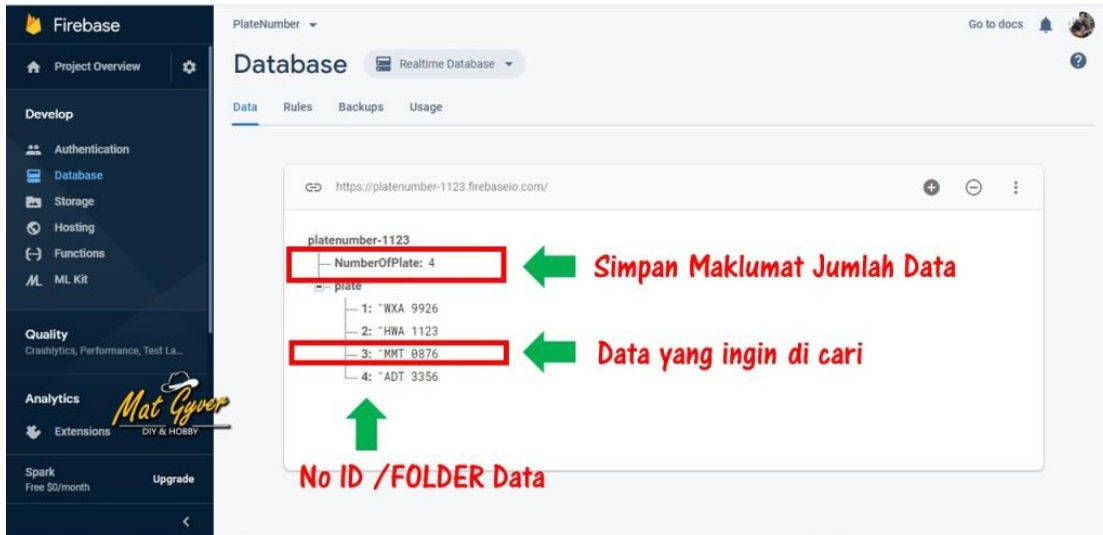 Firebase
Project Overview
Develop
Authentication
Database
Storage
Hosting
Functions
ML Kit
Quality
Crashlytics, Performance, Test La...
Analytics
Extensions
Spark
Free $0/month
Upgrade
Mat Gyver
DIY & HOBBY
PlateNumber
Go to docs
Database
Realtime Database
Data Rules Backups Usage
https://platenumber-1123.firebaseio.com/
platenumber-1123
NumberOfPlate: 4
Simpan Maklumat Jumlah Data
plate
1: "WXA 9926
2: "HWA 1123
3: "MMT 0876
Data yang ingin di cari
4: "ADT 3356
No ID /FOLDER Data